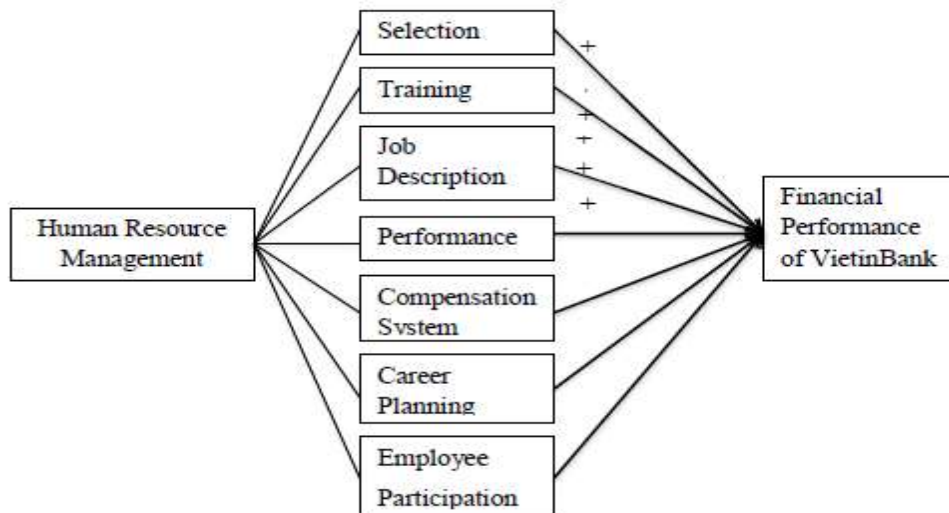 Selection
+
Training
+
+
Job
Description
+
+
Human Resource
Management
Performance
Financial
Performance
of VietinBank
Compensation
System
Career
Planning
Employee
Participation